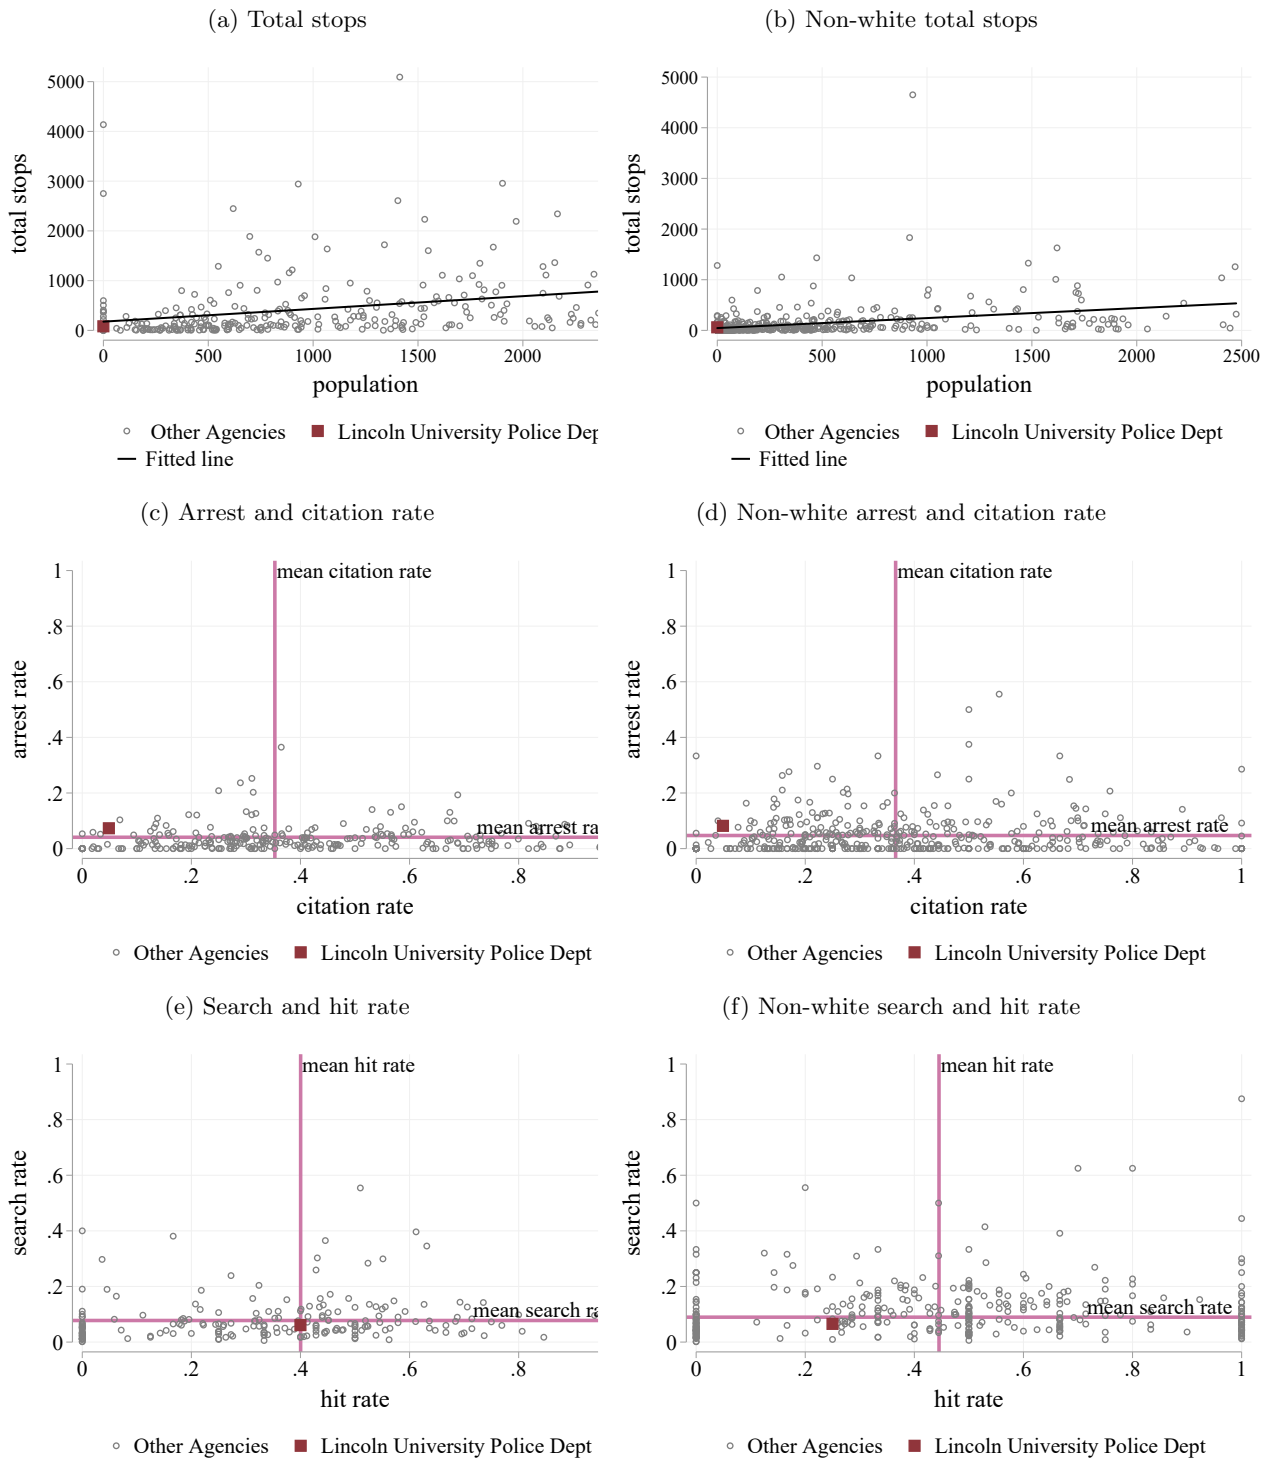 (a) Total stops
(b) Non-white total stops
total stops
5000
4000
3000
2000
1000
0
0 500 1000 1500 2000
population
Other Agencies Lincoln University Police Dep
Fitted line
total stops
5000
4000
3000
2000
1000
0
0 500 1000 1500 2000 2500
population
Other Agencies Lincoln University Police Dept
Fitted line
(c) Arrest and citation rate
(d) Non-white arrest and citation rate
arrest rate
1
.8
.6
.4
.2
0
mean citation rate
mean arrest ra
0 .2 .4 .6 .8
citation rate
Other Agencies Lincoln University Police Dept
arrest rate
1
.8
.6
.4
.2
0
mean citation rate
mean arrest rate
0 .2 .4 .6 .8 1
citation rate
Other Agencies Lincoln University Police Dept
(e) Search and hit rate
(f) Non-white search and hit rate
search rate
1
.8
.6
.4
.2
0
mean hit rate
mean search ra
0 .2 .4 .6 .8
hit rate
Other Agencies Lincoln University Police Dept
search rate
1
.8
.6
.4
.2
0
mean hit rate
mean search rate
0 .2 .4 .6 .8 1
hit rate
Other Agencies Lincoln University Police Dept